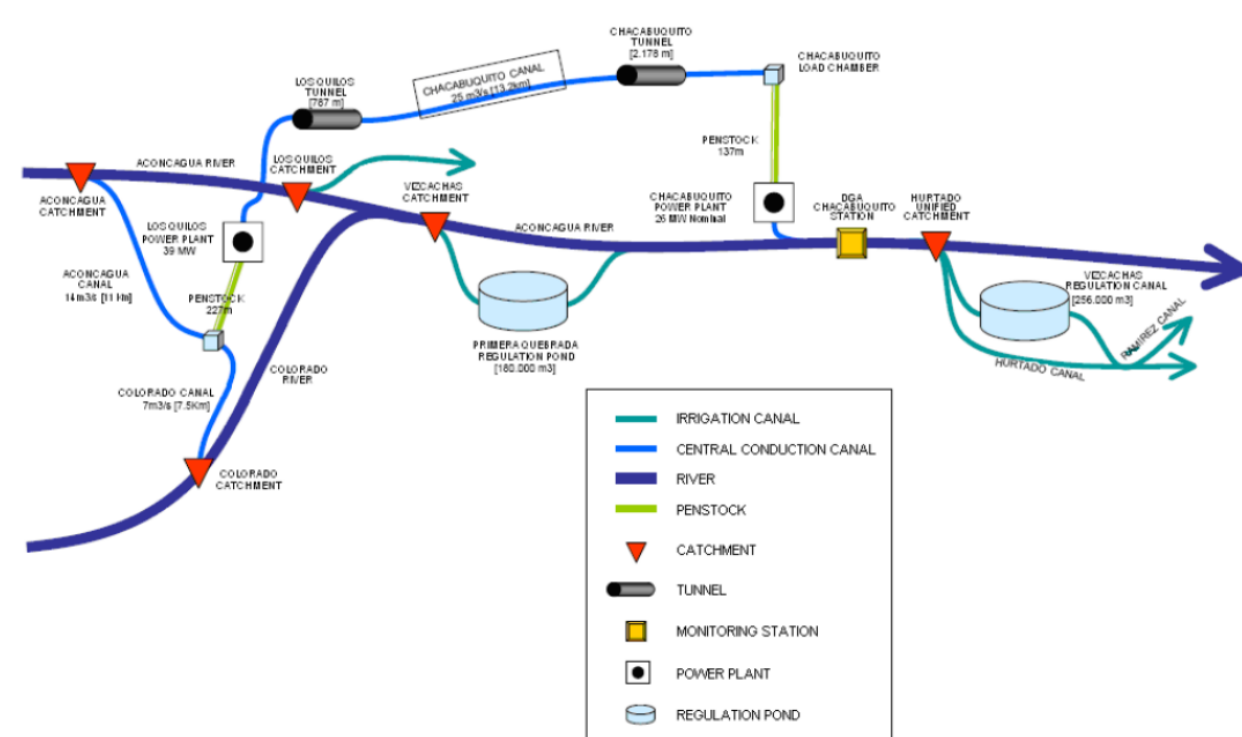 CHACABUQUITO
TUNNEL
[2.178 m]
CHACABUQUITO
LOAD CHAMBER
LOS QUILOS
TUNNEL
[787 m]
CHACABUQUITO CANAL
25 m3/s [13,2km]
PENSTOCK
137m
ACONCAGUA RIVER
LOS QUILOS
CATCHMENT
VIZCACHAS
CATCHMENT
CHACABUQUITO
POWER PLANT
26 MW Nominal
DGA
CHACABUQUITO
STATION
HURTADO
UNIFIED
CATCHMENT
ACONCAGUA
CATCHMENT
LOS QUILOS
POWER PLANT
39 MW
ACONCAGUA RIVER
ACONCAGUA
CANAL
14m3/s [11 Km]
PENSTOCK
227m
VIZCACHAS
REGULATION CANAL
[256.000 m3]
RAMIREZ CANAL
HURTADO CANAL
PRIMERA QUEBRADA
REGULATION POND
[180.000 m3]
COLORADO
RIVER
COLORADO CANAL
7m3/s [7.5Km]
COLORADO
CATCHMENT
IRRIGATION CANAL
CENTRAL CONDUCTION CANAL
RIVER
PENSTOCK
CATCHMENT
TUNNEL
MONITORING STATION
POWER PLANT
REGULATION POND